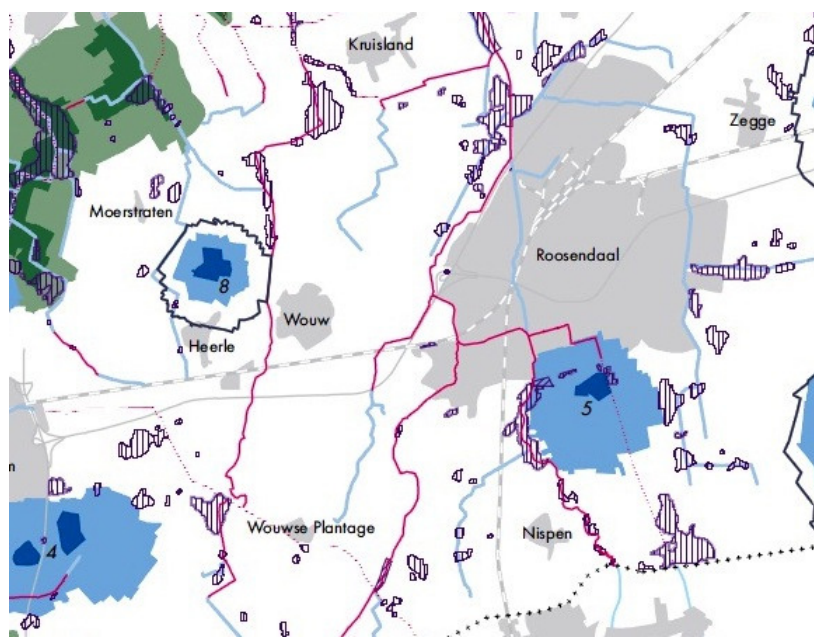 Kruisland
Zegge
Moerstraten
Roosendaal
8
Wouw
Heerle
5
n
Wouwse Plantage
Nispen
4